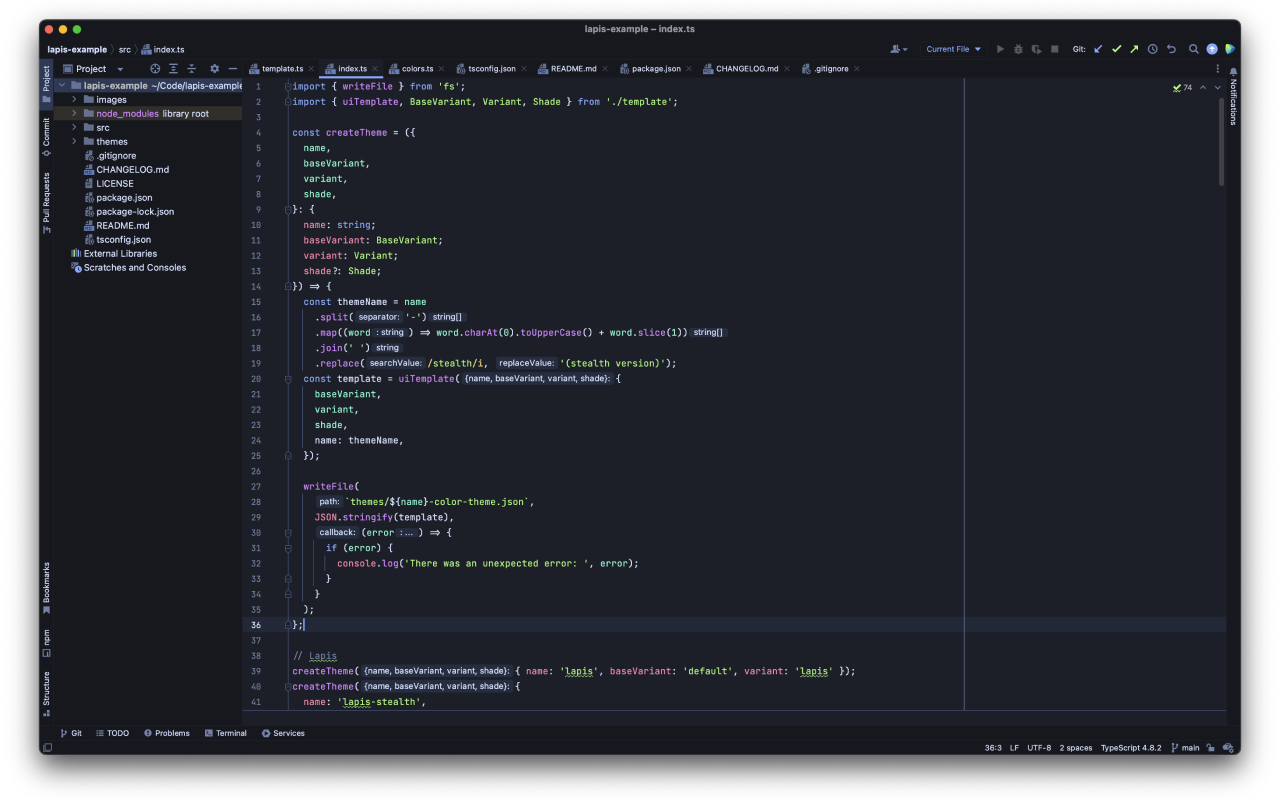 lapis-example – index.ts
lapis-example 〉 src 〉 index.ts
Current File
Git:
Project
template.ts
index.ts
colors.ts
tsconfig.json
README.md
package.json
CHANGELOG.md
.gitignore
Project
Commit
Pull Requests
Bookmarks
npm
Structure
Notifications
lapis-example ~/Code/lapis-example
images
node_modules library root
src
themes
.gitignore
CHANGELOG.md
LICENSE
package.json
package-lock.json
README.md
tsconfig.json
External Libraries
Scratches and Consoles
74
1 import { writeFile } from 'fs';
2 import { uiTemplate, BaseVariant, Variant, Shade } from './template';
3
4 const createTheme = ({
5 name,
6 baseVariant,
7 variant,
8 shade,
9 }: {
10 name: string;
11 baseVariant: BaseVariant;
12 variant: Variant;
13 shade?: Shade;
14 }) => {
15 const themeName = name
16 .split( separator: '-') string[]
17 .map((word : string ) => word.charAt(0).toUpperCase() + word.slice(1)) string[]
18 .join(' ') string
19 .replace( searchValue: /stealth/i, replaceValue: '(stealth version)');
20 const template = uiTemplate( {name, baseVariant, variant, shade}: {
21 baseVariant,
22 variant,
23 shade,
24 name: themeName,
25 });
26
27 writeFile(
28 path: `themes/${name}-color-theme.json`,
29 JSON.stringify(template),
30 callback: (error : ... ) => {
31 if (error) {
32 console.log('There was an unexpected error: ', error);
33 }
34 }
35 );
36 };
37
38 // Lapis
39 createTheme( {name, baseVariant, variant, shade}: { name: 'lapis', baseVariant: 'default', variant: 'lapis' });
40 createTheme( {name, baseVariant, variant, shade}: {
41 name: 'lapis-stealth',
Git
TODO
Problems
Terminal
Services
36:3 LF UTF-8 2 spaces TypeScript 4.8.2 main